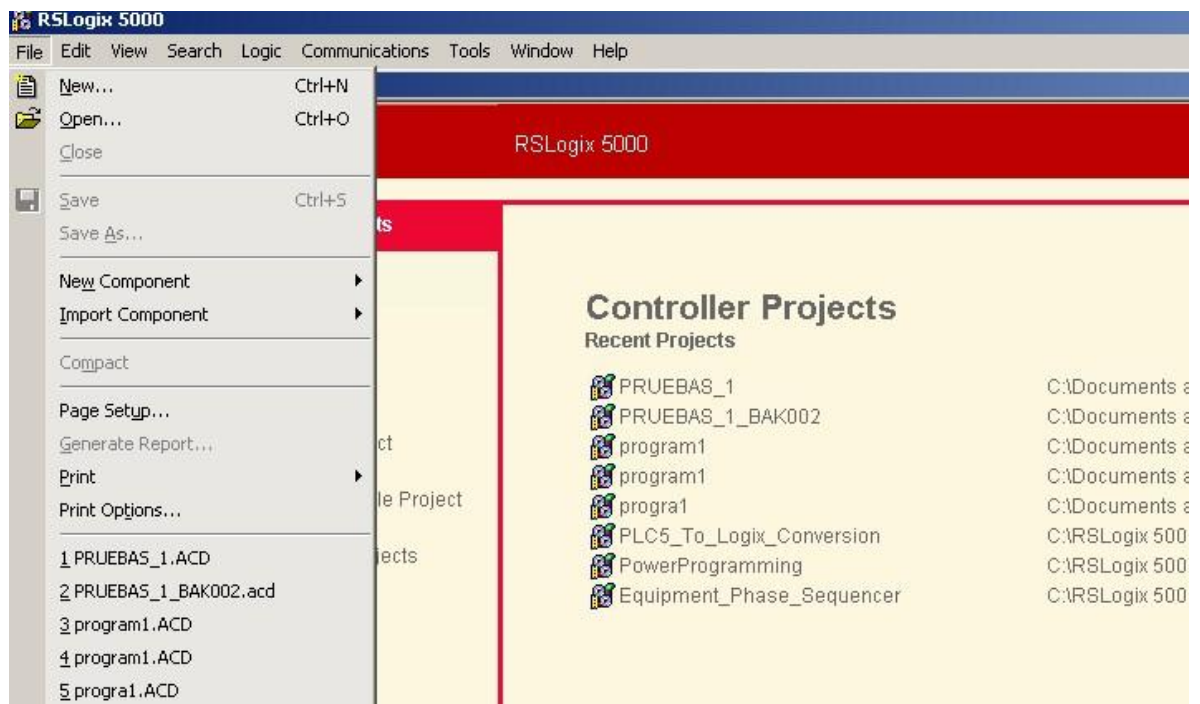 RSLogix 5000
File Edit View Search Logic Communications Tools Window Help
New... Ctrl+N
Open... Ctrl+O
Close
Save Ctrl+S
Save As...
New Component
Import Component
Compact
Page Setup...
Generate Report...
Print
Print Options...
1 PRUEBAS_1.ACD
2 PRUEBAS_1_BAK002.acd
3 program1.ACD
4 program1.ACD
5 progra1.ACD
RSLogix 5000
ts
ct
le Project
jects
Controller Projects
Recent Projects
PRUEBAS_1 C:\Documents a
PRUEBAS_1_BAK002 C:\Documents a
program1 C:\Documents a
program1 C:\Documents a
progra1 C:\Documents a
PLC5_To_Logix_Conversion C:\RSLogix 500
PowerProgramming C:\RSLogix 500
Equipment_Phase_Sequencer C:\RSLogix 500